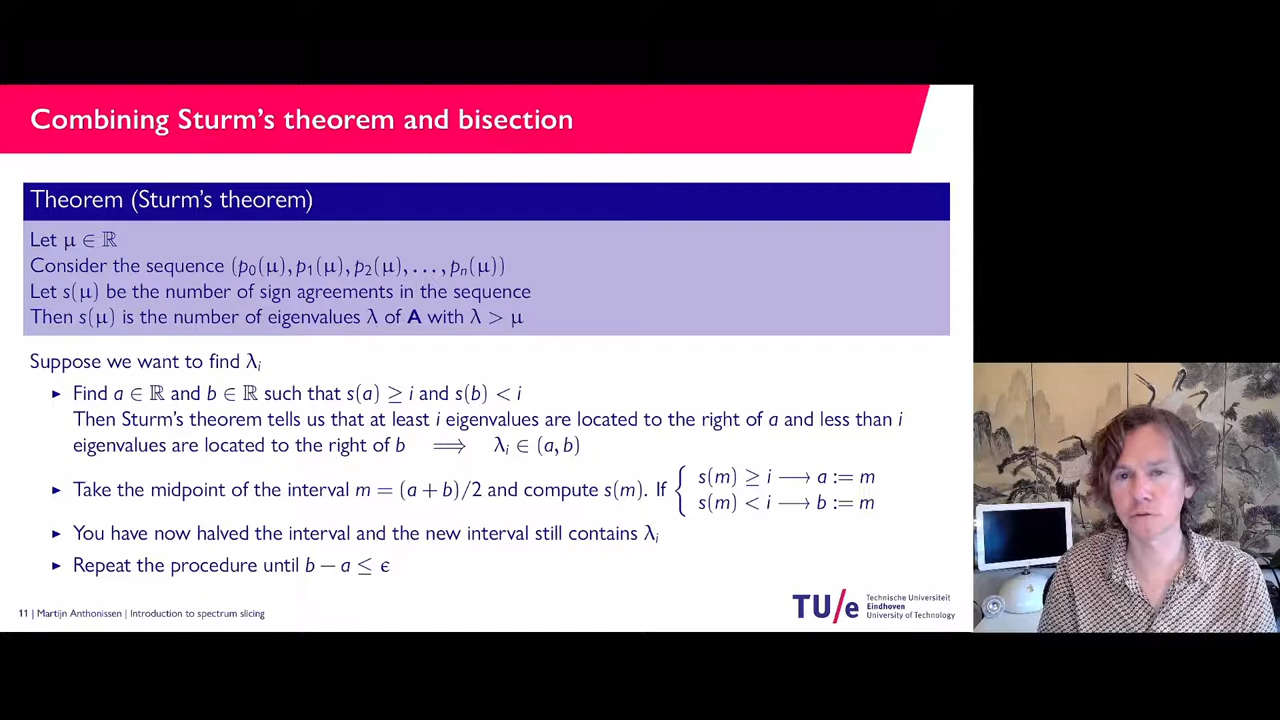 Combining Sturm's theorem and bisection
Theorem (Sturm's theorem)
Let μ ∈ ℝ
Consider the sequence (p₀(μ), p₁(μ), p₂(μ), . . . , pₙ(μ))
Let s(μ) be the number of sign agreements in the sequence
Then s(μ) is the number of eigenvalues λ of A with λ > μ
Suppose we want to find λᵢ
▸ Find a ∈ ℝ and b ∈ ℝ such that s(a) ≥ i and s(b) < i
Then Sturm's theorem tells us that at least i eigenvalues are located to the right of a and less than i
eigenvalues are located to the right of b ⟹ λᵢ ∈ (a, b)
▸ Take the midpoint of the interval m = (a + b)/2 and compute s(m). If { s(m) ≥ i ⟶ a := m
s(m) < i ⟶ b := m
▸ You have now halved the interval and the new interval still contains λᵢ
▸ Repeat the procedure until b − a ≤ ϵ
11 | Martijn Anthonissen | Introduction to spectrum slicing
TU/e
Technische Universiteit
Eindhoven
University of Technology